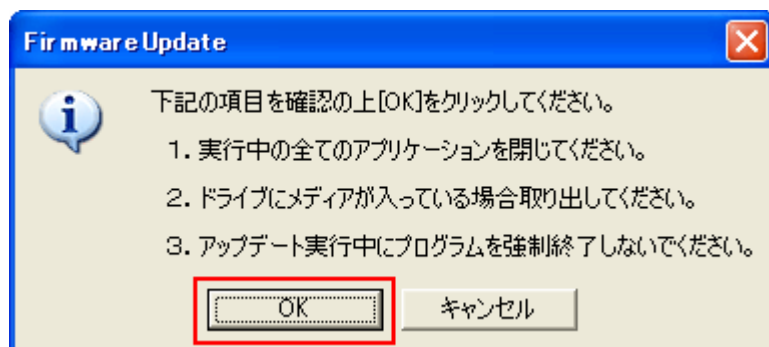 Firmware Update
下記の項目を確認の上[OK]をクリックしてください。
1. 実行中の全てのアプリケーションを閉じてください。
2. ドライブにメディアが入っている場合取り出してください。
3. アップデート実行中にプログラムを強制終了しないでください。
OK キャンセル